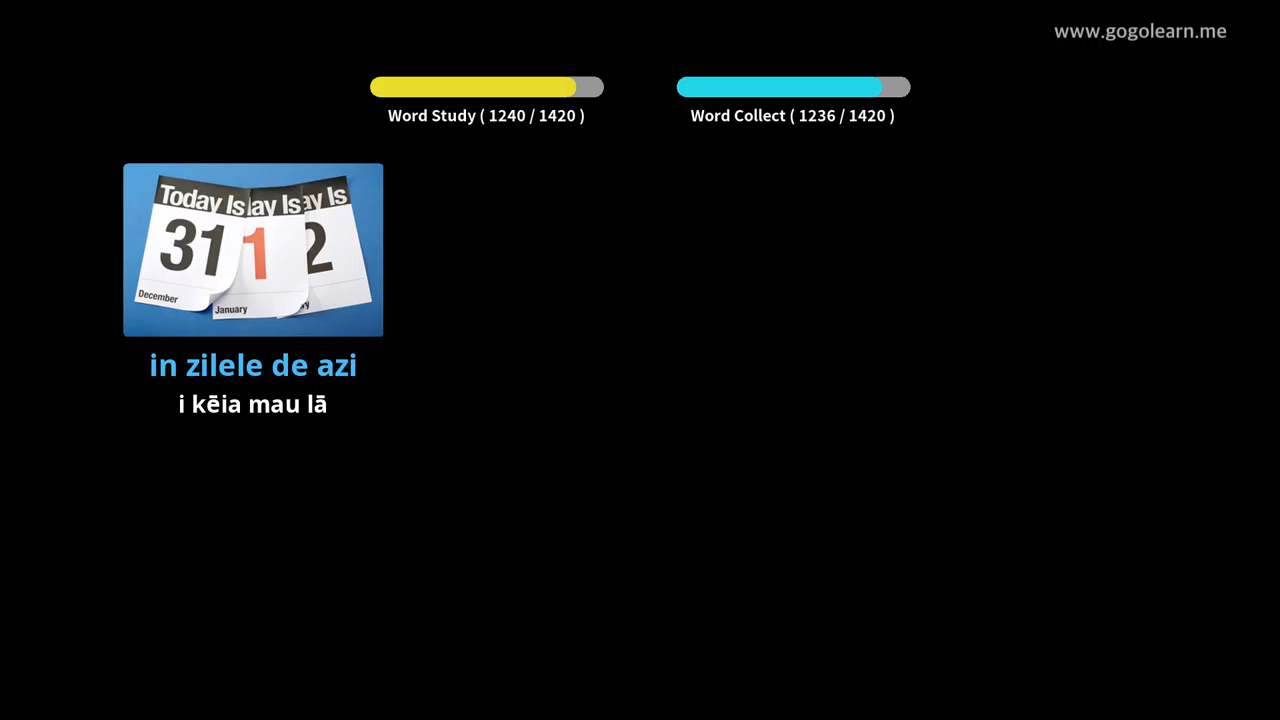 www.gogolearn.me
Word Study ( 1240 / 1420 )
Word Collect ( 1236 / 1420 )
Today Is
ay Is
ay Is
31
1
2
December
January
ry
in zilele de azi
i kēia mau lā